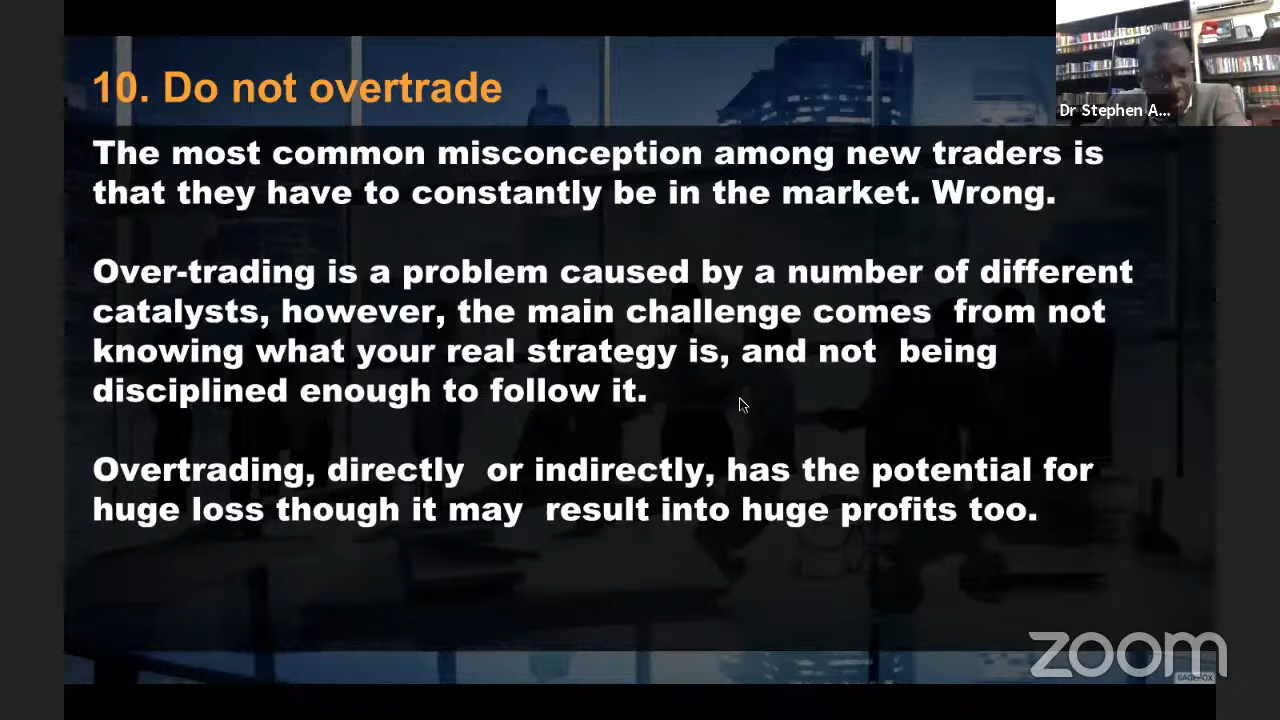 10. Do not overtrade
Dr Stephen A...
The most common misconception among new traders is
that they have to constantly be in the market. Wrong.
Over-trading is a problem caused by a number of different
catalysts, however, the main challenge comes from not
knowing what your real strategy is, and not being
disciplined enough to follow it.
Overtrading, directly or indirectly, has the potential for
huge loss though it may result into huge profits too.
zoom
SAGEFOX